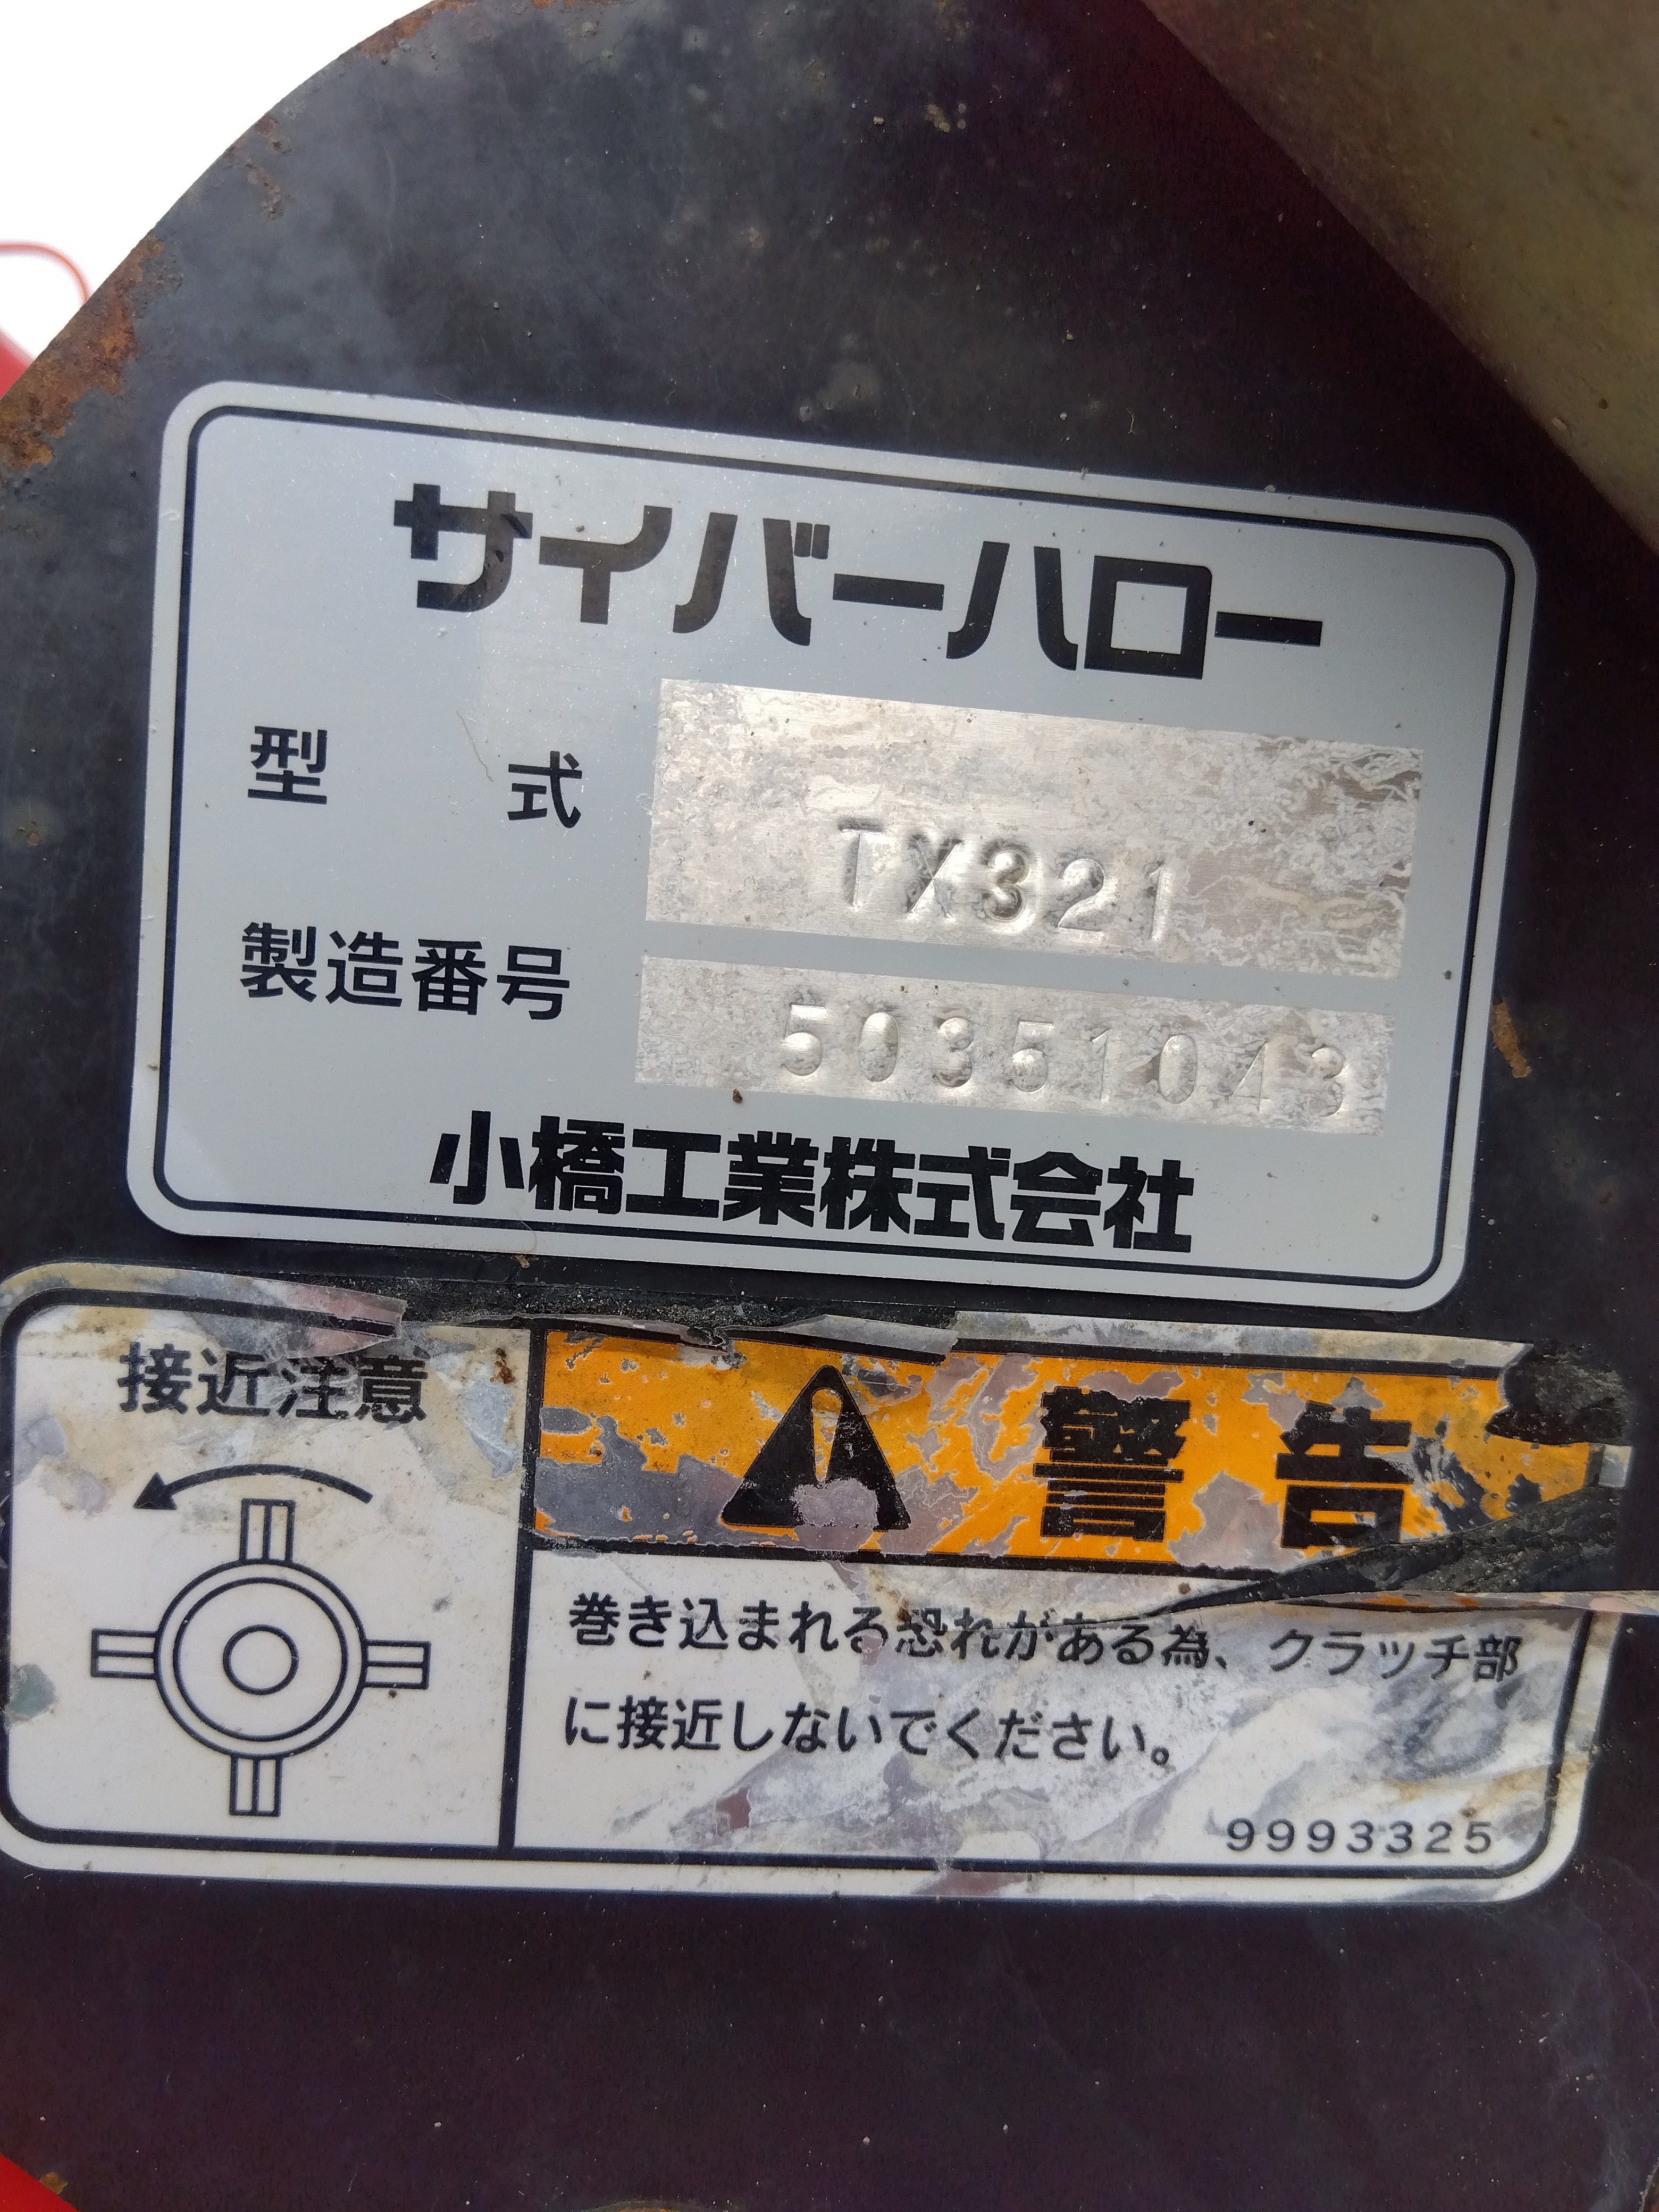 サイバーハロー
型式 TX321
製造番号 50351043
小橋工業株式会社
接近注意
警告
巻き込まれる恐れがある為、クラッチ部
に接近しないでください。
9993325